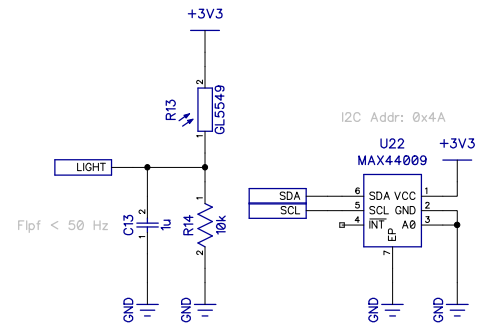 +3V3
2
R13
GL5549
1
LIGHT
I2C Addr: 0x4A
U22
MAX44009
+3V3
SDA
SCL
6 SDA VCC 1
5 SCL GND 2
4 INT A0 3
EP
7
Flpf < 50 Hz
C13
2
1u
1
R14
1
10k
2
GND
GND
GND
GND